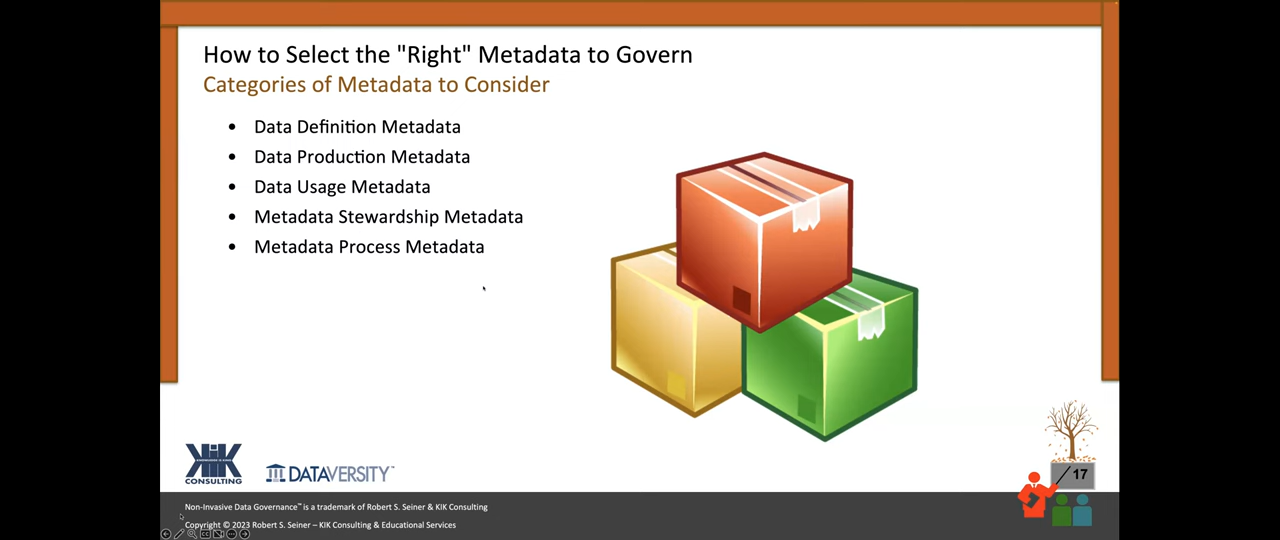 How to Select the "Right" Metadata to Govern
Categories of Metadata to Consider
• Data Definition Metadata
• Data Production Metadata
• Data Usage Metadata
• Metadata Stewardship Metadata
• Metadata Process Metadata
KIK
CONSULTING
DATAVERSITY™
17
Non-Invasive Data Governance™ is a trademark of Robert S. Seiner & KIK Consulting
Copyright © 2023 Robert S. Seiner – KIK Consulting & Educational Services